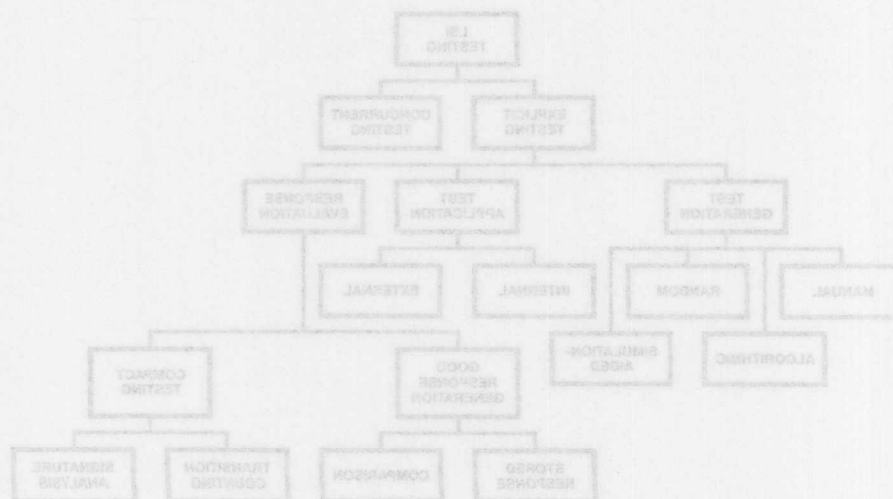 LSI
TESTING
EXPLICIT
TESTING
CONCURRENT
TESTING
TEST
GENERATION
TEST
APPLICATION
RESPONSE
EVALUATION
MANUAL
RANDOM
INTERNAL
EXTERNAL
ALGORITHMIC
SIMULATION-
AIDED
GOOD
RESPONSE
GENERATION
COMPACT
TESTING
STORED
RESPONSE
COMPARISON
TRANSITION
COUNTING
SIGNATURE
ANALYSIS